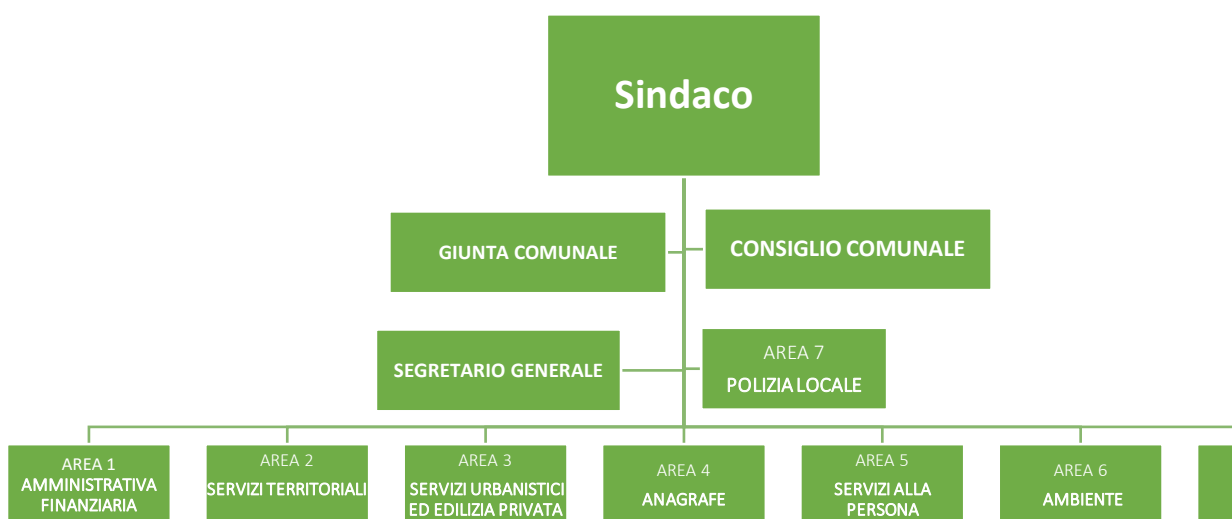 Sindaco
GIUNTA COMUNALE
CONSIGLIO COMUNALE
SEGRETARIO GENERALE
AREA 7
POLIZIA LOCALE
AREA 1
AMMINISTRATIVA
FINANZIARIA
AREA 2
SERVIZI TERRITORIALI
AREA 3
SERVIZI URBANISTICI
ED EDILIZIA PRIVATA
AREA 4
ANAGRAFE
AREA 5
SERVIZI ALLA
PERSONA
AREA 6
AMBIENTE